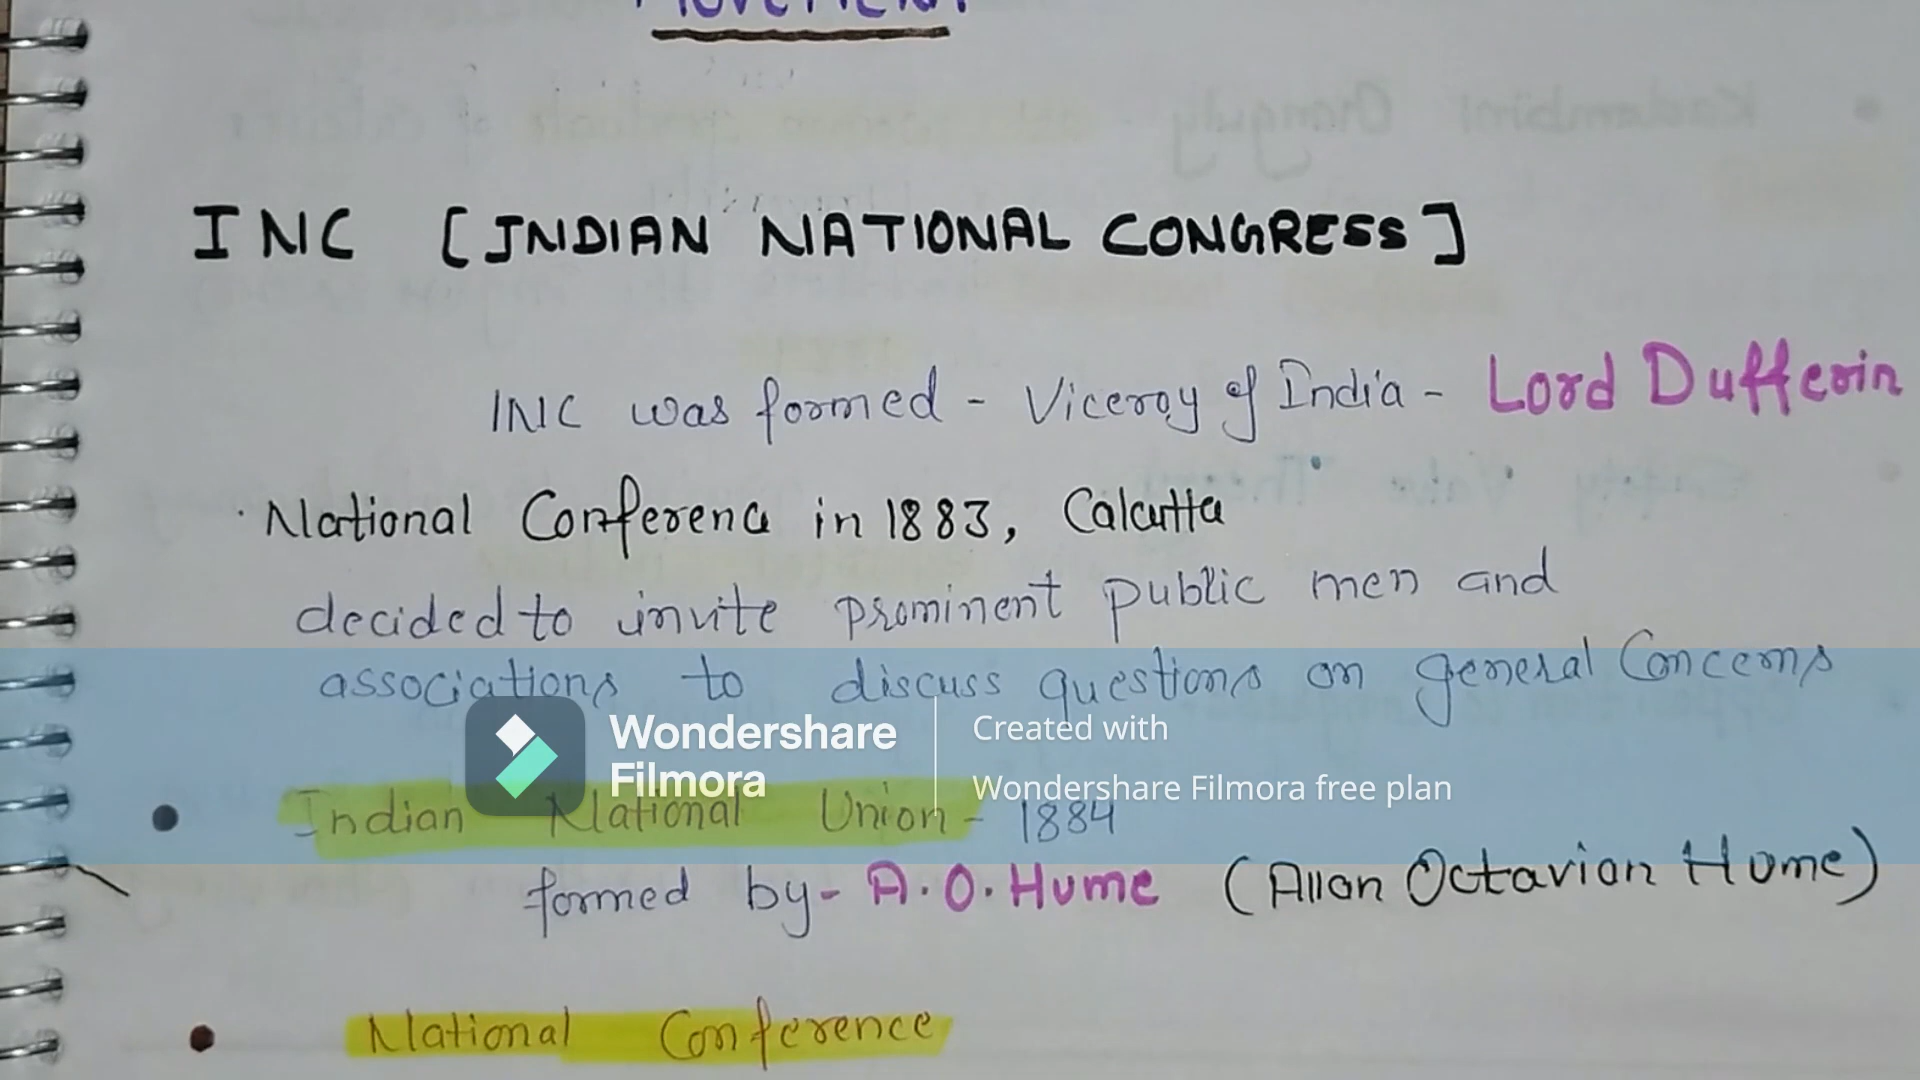 MOVEMENT
INC [INDIAN NATIONAL CONGRESS]
INC was formed - Viceroy of India - Lord Dufferin
· National Conferenc in 1883, Calcutta
decided to invite prominent public men and
associations to discuss questions on general Concerns
Wondershare
Filmora
Created with
Wondershare Filmora free plan
• Indian National Union - 1884
formed by - A.O. Hume (Allan Octavian Hume)
• National Conference